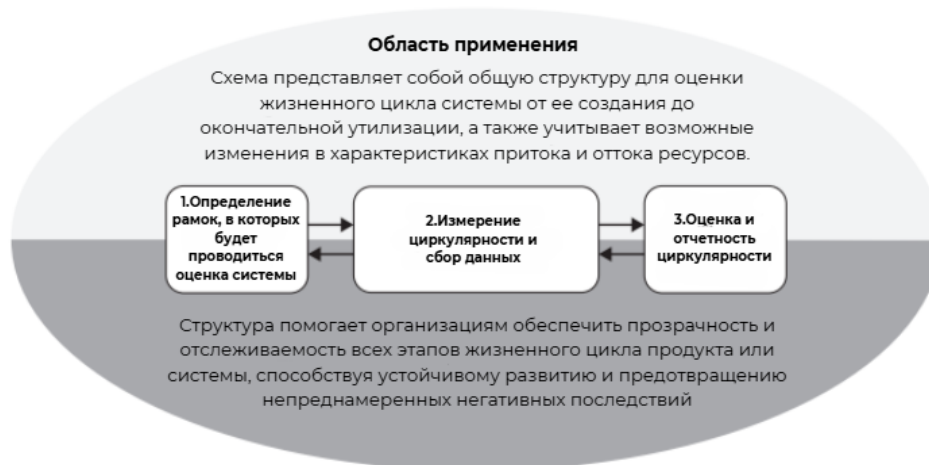 Область применения
Схема представляет собой общую структуру для оценки
жизненного цикла системы от ее создания до
окончательной утилизации, а также учитывает возможные
изменения в характеристиках притока и оттока ресурсов.
1.Определение
рамок, в которых
будет
проводиться
оценка системы
2.Измерение
циркулярности и
сбор данных
3.Оценка и
отчетность
циркулярности
Структура помогает организациям обеспечить прозрачность и
отслеживаемость всех этапов жизненного цикла продукта или
системы, способствуя устойчивому развитию и предотвращению
непреднамеренных негативных последствий